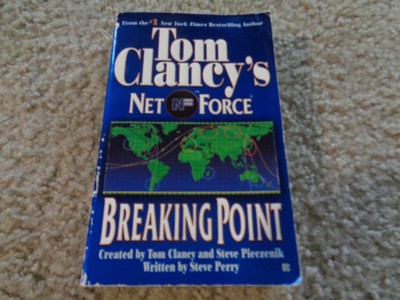 From the #1 New York Times Bestselling Author
Tom
Clancy's
NET FORCE
NF
BREAKING POINT
Created by Tom Clancy and Steve Pieczenik
Written by Steve Perry